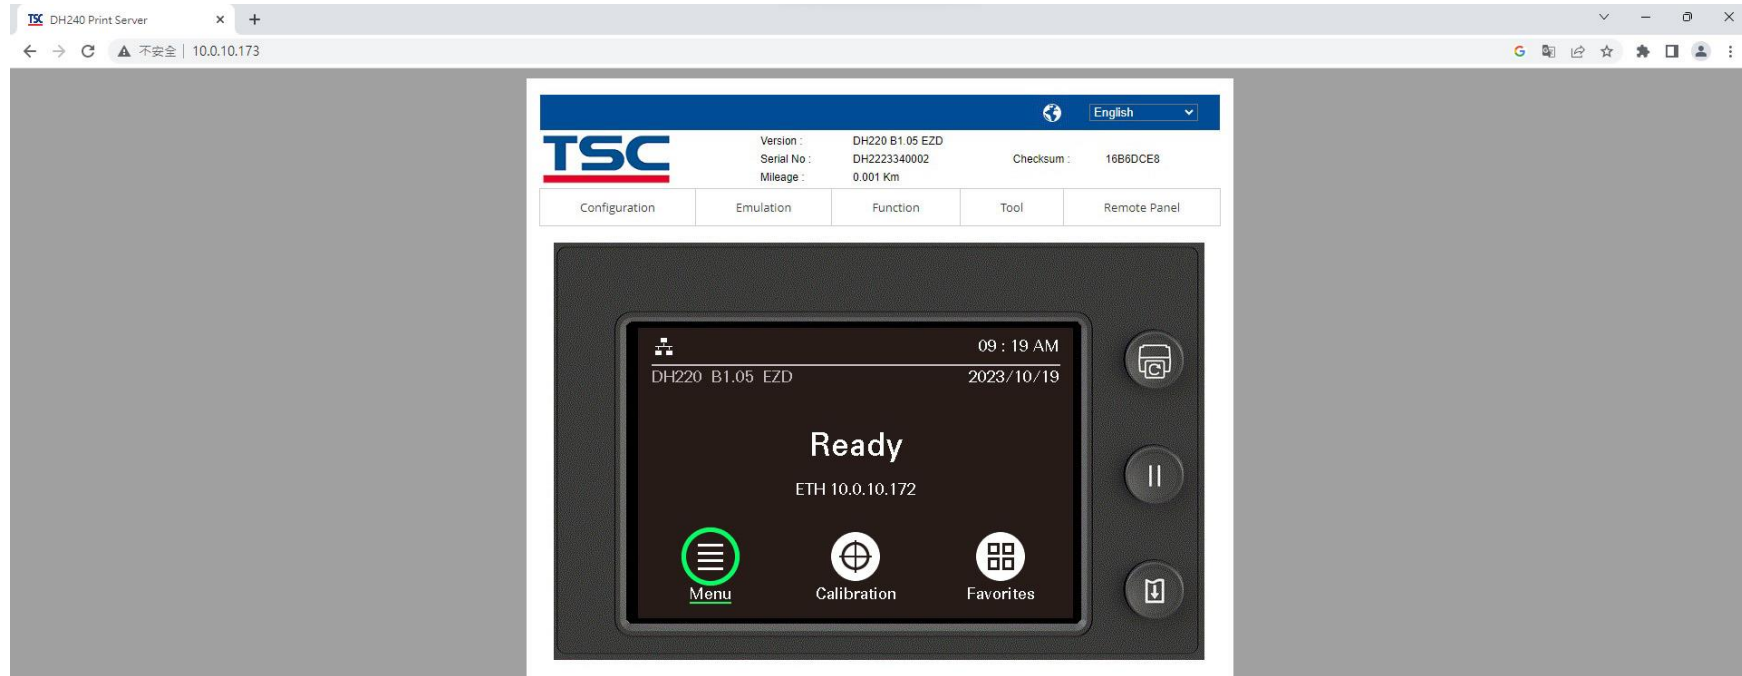 TSC DH240 Print Server
不安全 | 10.0.10.173
English
TSC
Version : DH220 B1.05 EZD
Serial No : DH2223340002 Checksum : 16B6DCE8
Mileage : 0.001 Km
Configuration Emulation Function Tool Remote Panel
09 : 19 AM
DH220 B1.05 EZD 2023/10/19
Ready
ETH 10.0.10.172
Menu Calibration Favorites